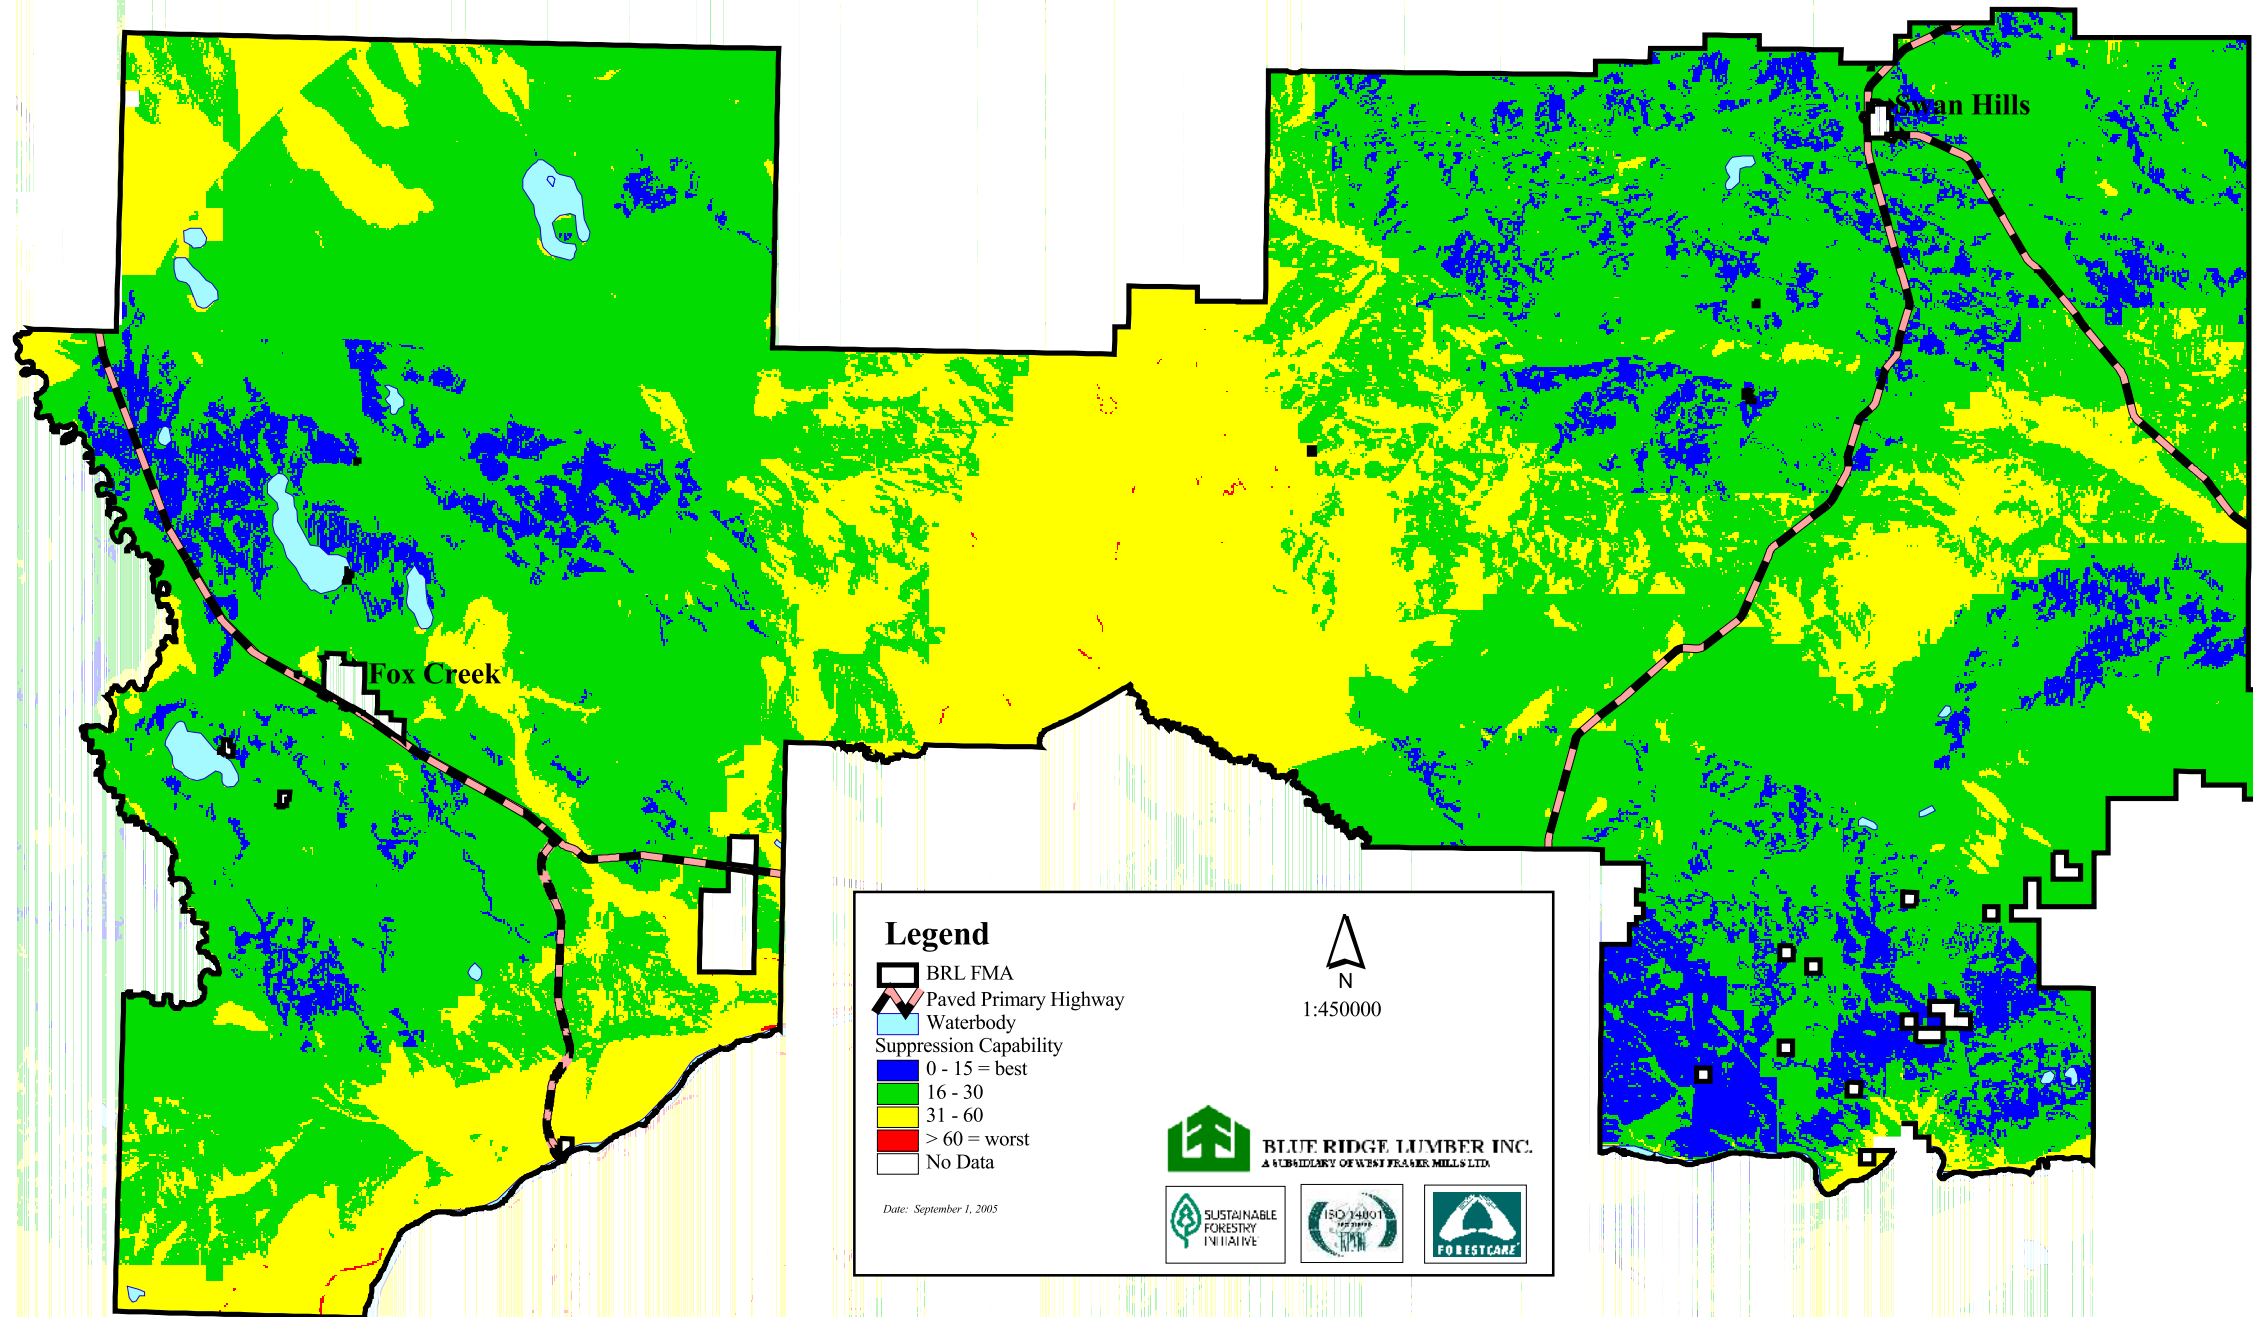 Swan Hills
Fox Creek
Legend
BRL FMA
Paved Primary Highway
Waterbody
Suppression Capability
0 - 15 = best
16 - 30
31 - 60
> 60 = worst
No Data
Date: September 1, 2005
N
1:450000
BLUE RIDGE LUMBER INC.
A SUBSIDIARY OF WEST FRASER MILLS LTD.
SUSTAINABLE
FORESTRY
INITIATIVE
ISO 14001
KPMG
FORESTCARE